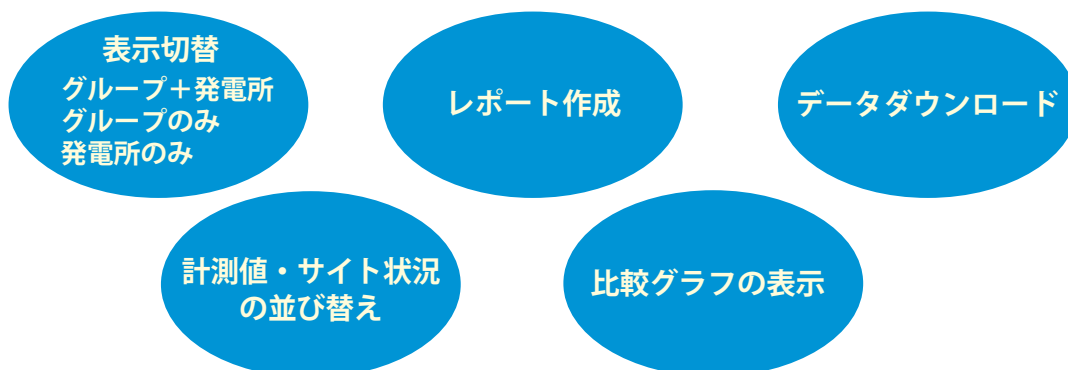 表示切替
グループ＋発電所
グループのみ
発電所のみ
レポート作成
データダウンロード
計測値・サイト状況
の並び替え
比較グラフの表示